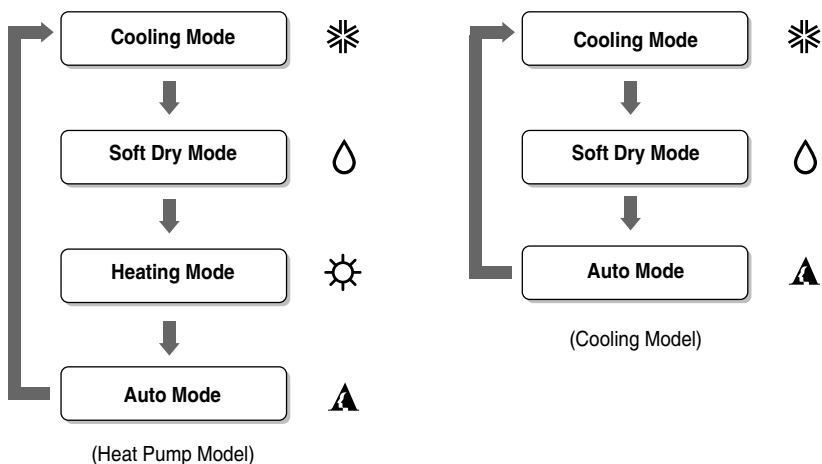 Cooling Mode
Soft Dry Mode
Heating Mode
Auto Mode
(Heat Pump Model)
Cooling Mode
Soft Dry Mode
Auto Mode
(Cooling Model)